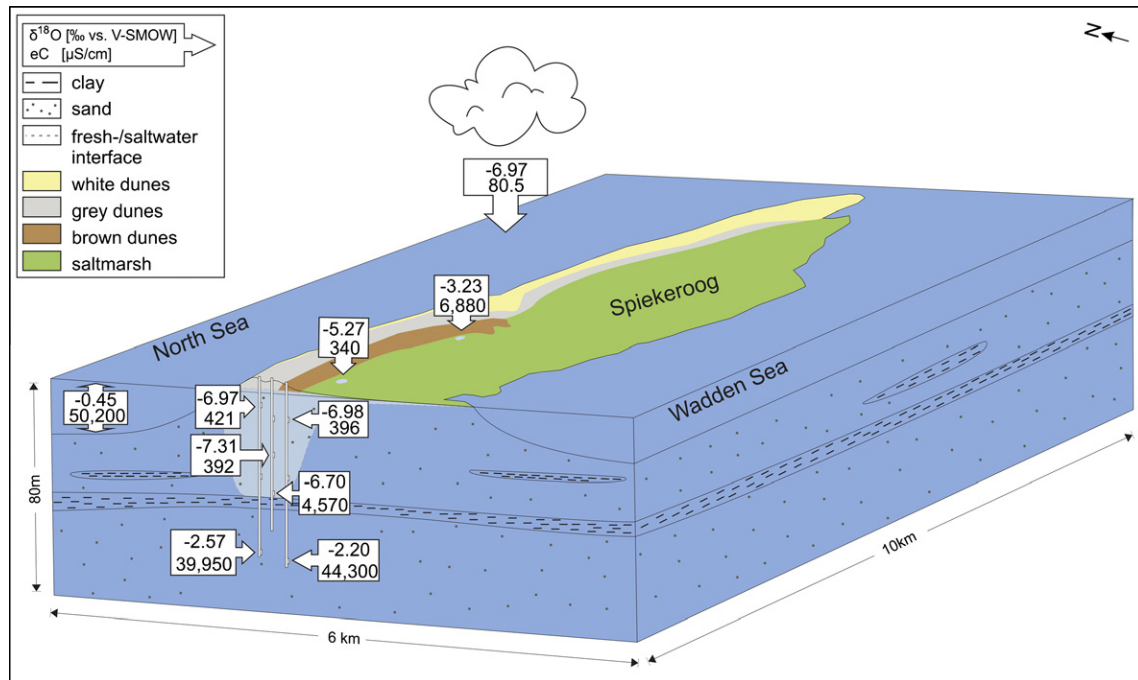 δ18O [‰ vs. V-SMOW]
eC [µS/cm]
clay
sand
fresh-/saltwater
interface
white dunes
grey dunes
brown dunes
saltmarsh
N
-6.97
80.5
-3.23
6,880
Spiekeroog
North Sea
-5.27
340
Wadden Sea
-0.45
50,200
-6.97
421
-6.98
396
-7.31
392
-6.70
4,570
80m
-2.57
39,950
-2.20
44,300
10km
6 km